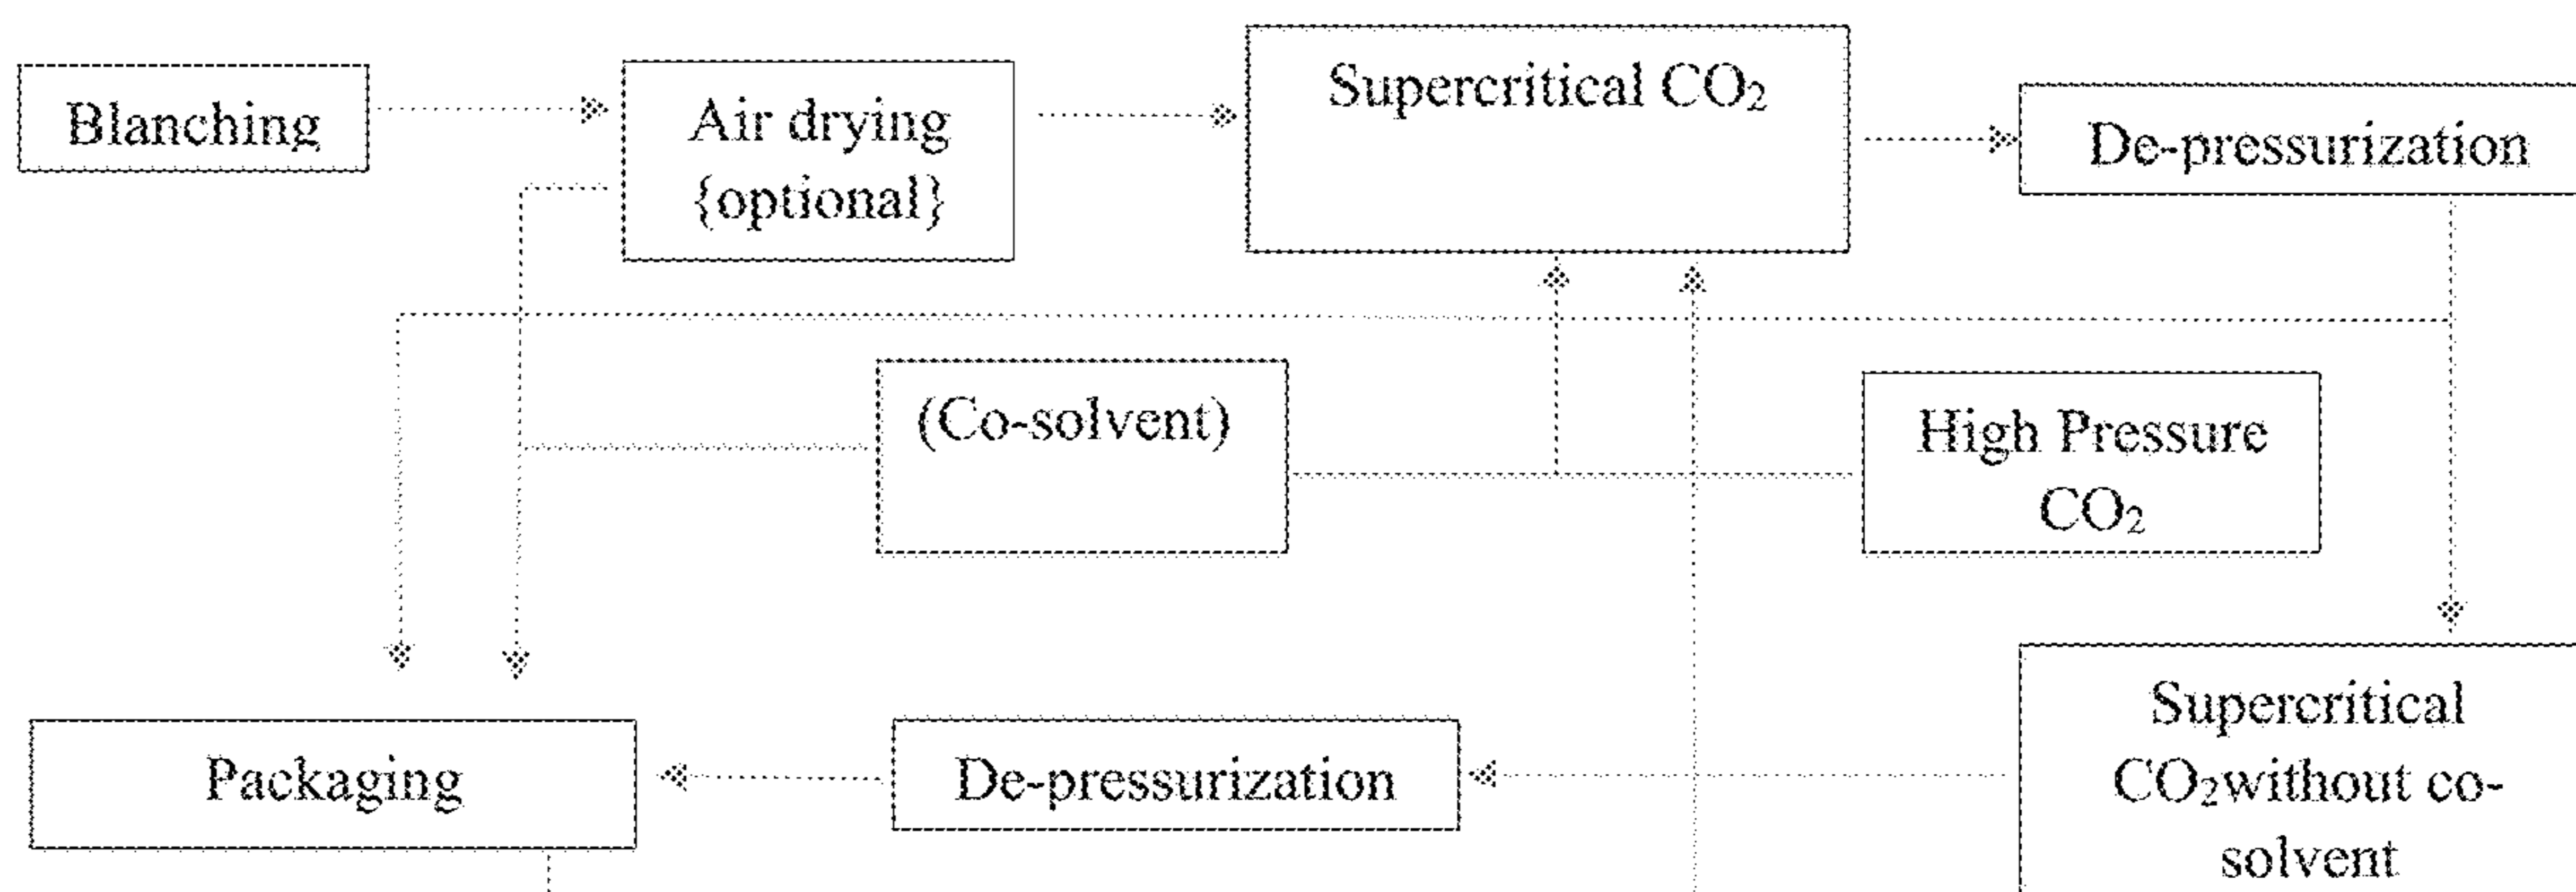 Blanching
Air drying
{optional}
Supercritical CO₂
De-pressurization
(Co-solvent)
High Pressure
CO₂
Packaging
De-pressurization
Supercritical
CO₂without co-
solvent